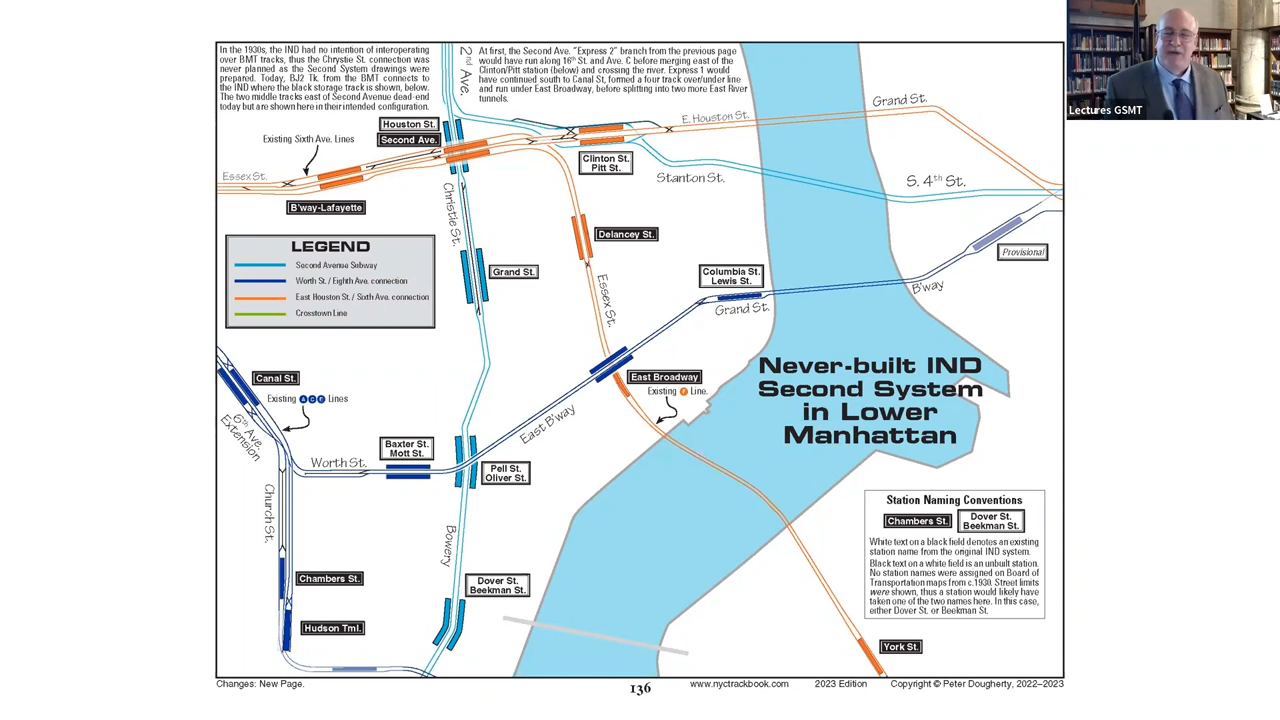 In the 1930s, the IND had no intention of interoperating
over BMT tracks, thus the Chrystie St. connection was
never planned as the Second System drawings were
prepared. Today, BJ2 Tk. from the BMT connects to
the IND where the black storage track is shown, below.
The two middle tracks east of Second Avenue dead-end
today but are shown here in their intended configuration.
2nd Ave.
At first, the Second Ave. "Express 2" branch from the previous page
would have run along 16th St. and Ave. C before merging east of the
Clinton/Pitt station (below) and crossing the river. Express 1 would
have continued south to Canal St, formed a four track over/under line
and run under East Broadway, before splitting into two more East River
tunnels.
Lectures GSMT
Houston St.
Second Ave.
Existing Sixth Ave. Lines
Essex St.
B'way-Lafayette
E. Houston St.
Grand St.
Clinton St.
Pitt St.
Stanton St.
S. 4th St.
Christie St.
Delancey St.
Provisional
LEGEND
Second Avenue Subway
Worth St. / Eighth Ave. connection
East Houston St. / Sixth Ave. connection
Crosstown Line
Grand St.
Essex St.
Columbia St.
Lewis St.
Grand St.
B'way
Never-built IND
Second System
in Lower
Manhattan
Canal St.
Existing A C E Lines
6th Ave.
Extension
East Broadway
Existing F Line.
East B'way
Worth St.
Baxter St.
Mott St.
Pell St.
Oliver St.
Church St.
Bowery
Chambers St.
Dover St.
Beekman St.
Hudson Tml.
York St.
Station Naming Conventions
Chambers St.
Dover St.
Beekman St.
White text on a black field denotes an existing
station name from the original IND system.
Black text on a white field is an unbuilt station.
No station names were assigned on Board of
Transportation maps from c.1930. Street limits
were shown, thus a station would likely have
taken one of the two names here. In this case,
either Dover St. or Beekman St.
Changes: New Page.
136
www.nyctrackbook.com
2023 Edition
Copyright © Peter Dougherty, 2022–2023